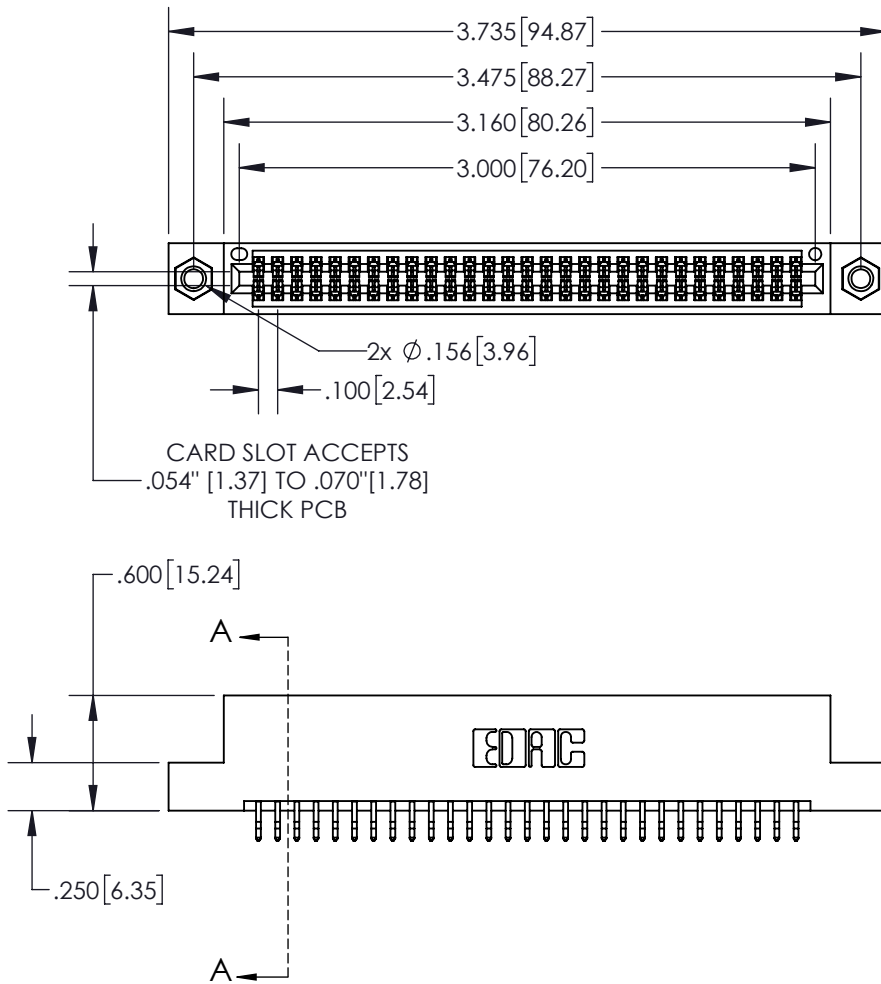 3.735[94.87]
3.475[88.27]
3.160[80.26]
3.000[76.20]
2x Ø.156[3.96]
.100[2.54]
CARD SLOT ACCEPTS
.054" [1.37] TO .070"[1.78]
THICK PCB
.600[15.24]
A
EDAC
.250[6.35]
A